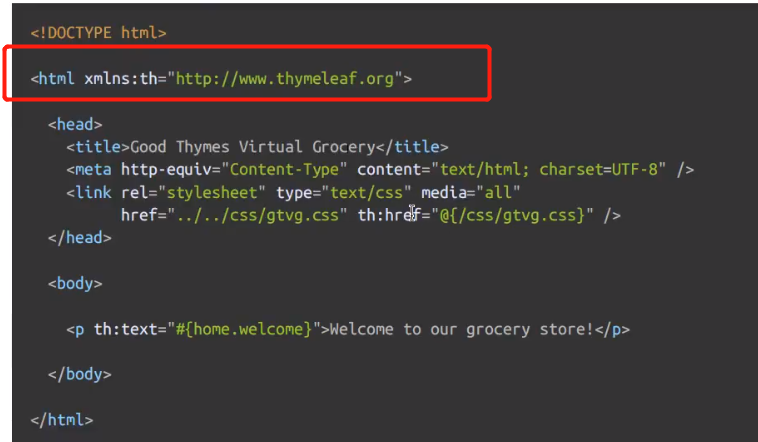 <!DOCTYPE html>
<html xmlns:th="http://www.thymeleaf.org">
<head>
<title>Good Thymes Virtual Grocery</title>
<meta http-equiv="Content-Type" content="text/html; charset=UTF-8" />
<link rel="stylesheet" type="text/css" media="all"
href="../../css/gtvg.css" th:href="@{/css/gtvg.css}" />
</head>
<body>
<p th:text="#{home.welcome}">Welcome to our grocery store!</p>
</body>
</html>